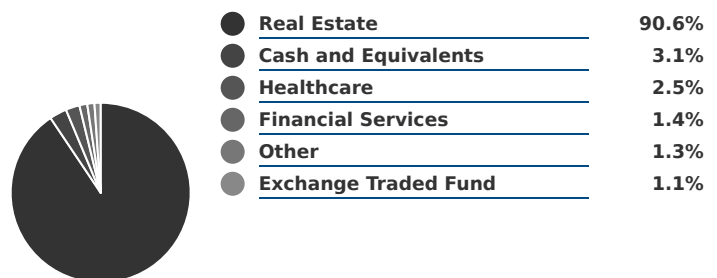 Real Estate 90.6%
Cash and Equivalents 3.1%
Healthcare 2.5%
Financial Services 1.4%
Other 1.3%
Exchange Traded Fund 1.1%